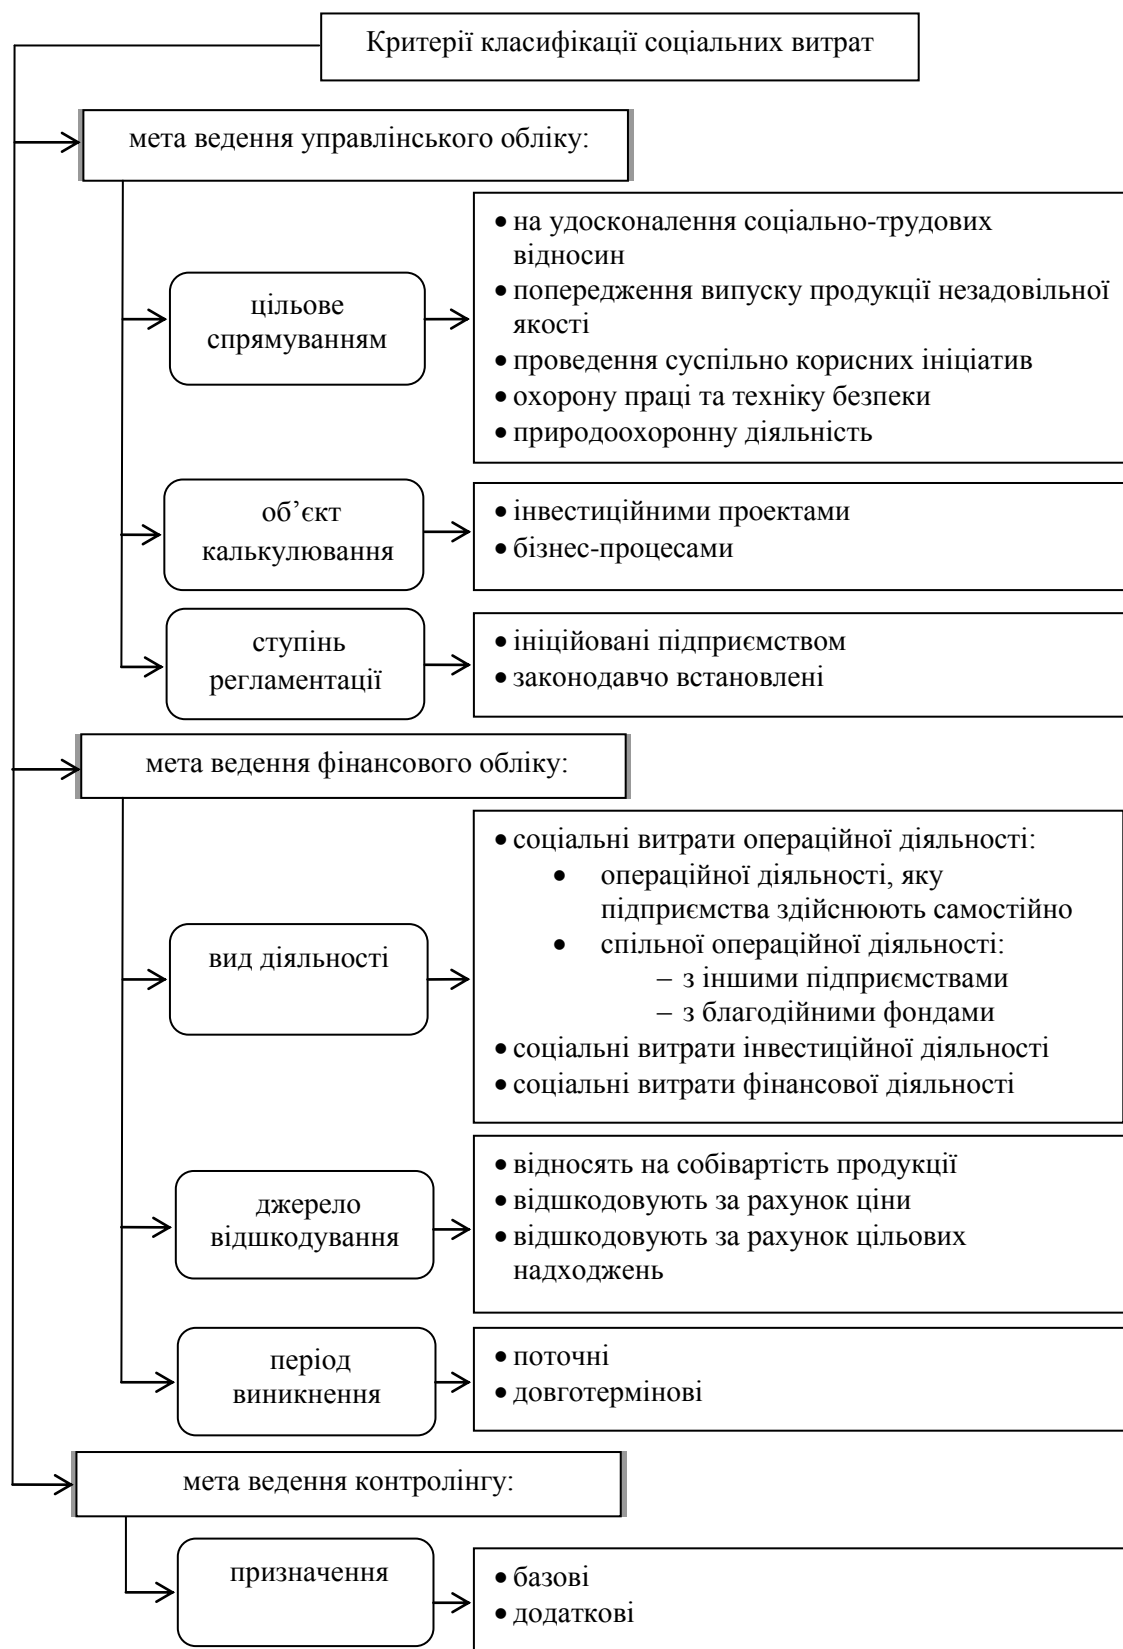 Критерії класифікації соціальних витрат
мета ведення управлінського обліку:
цільове
спрямуванням
• на удосконалення соціально-трудових
відносин
• попередження випуску продукції незадовільної
якості
• проведення суспільно корисних ініціатив
• охорону праці та техніку безпеки
• природоохоронну діяльність
об’єкт
калькулювання
• інвестиційними проектами
• бізнес-процесами
ступінь
регламентації
• ініційовані підприємством
• законодавчо встановлені
мета ведення фінансового обліку:
вид діяльності
• соціальні витрати операційної діяльності:
• операційної діяльності, яку
підприємства здійснюють самостійно
• спільної операційної діяльності:
– з іншими підприємствами
– з благодійними фондами
• соціальні витрати інвестиційної діяльності
• соціальні витрати фінансової діяльності
джерело
відшкодування
• відносять на собівартість продукції
• відшкодовують за рахунок ціни
• відшкодовують за рахунок цільових
надходжень
період
виникнення
• поточні
• довготермінові
мета ведення контролінгу:
призначення
• базові
• додаткові